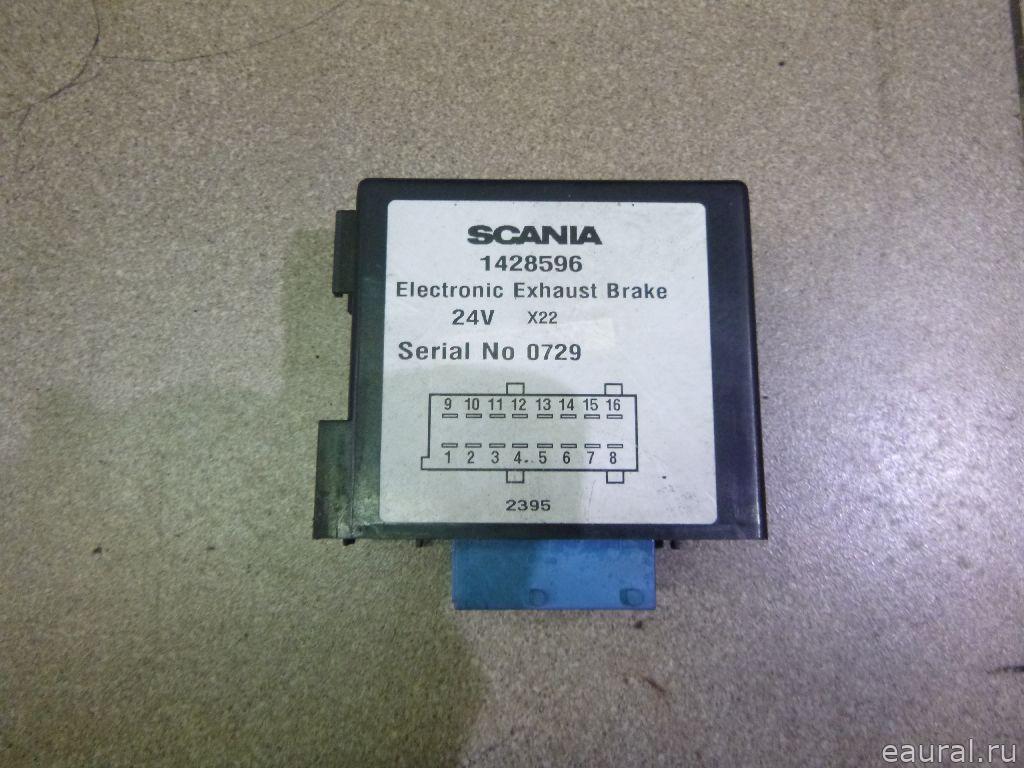 SCANIA
1428596
Electronic Exhaust Brake
24V X22
Serial No 0729
9 10 11 12 13 14 15 16
1 2 3 4 5 6 7 8
2395
eaural.ru